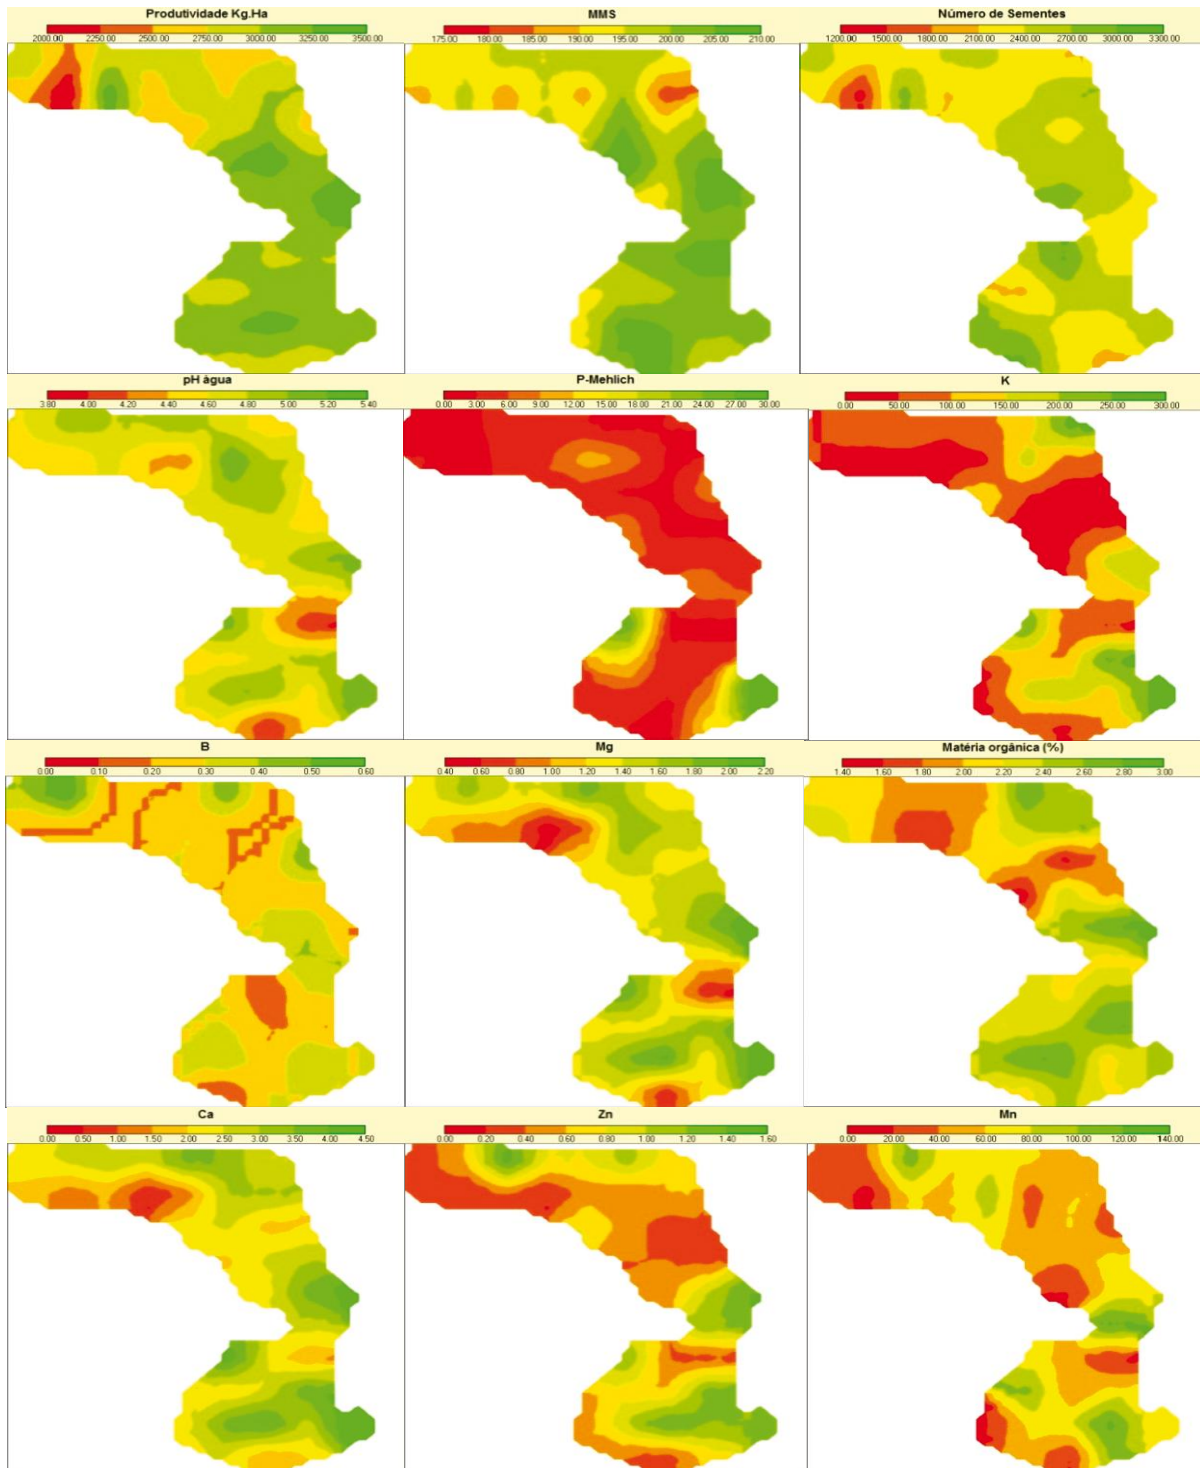 Produtividade Kg.Ha
2000.00 2250.00 2500.00 2750.00 3000.00 3250.00 3500.00
MMS
175.00 180.00 185.00 190.00 195.00 200.00 205.00 210.00
Número de Sementes
1200.00 1500.00 1800.00 2100.00 2400.00 2700.00 3000.00 3300.00
pH água
3.80 4.00 4.20 4.40 4.60 4.80 5.00 5.20 5.40
P-Mehlich
0.00 3.00 6.00 9.00 12.00 15.00 18.00 21.00 24.00 27.00 30.00
K
0.00 50.00 100.00 150.00 200.00 250.00 300.00
B
0.00 0.10 0.20 0.30 0.40 0.50 0.60
Mg
0.40 0.60 0.80 1.00 1.20 1.40 1.60 1.80 2.00 2.20
Matéria orgânica (%)
1.40 1.60 1.80 2.00 2.20 2.40 2.60 2.80 3.00
Ca
0.00 0.50 1.00 1.50 2.00 2.50 3.00 3.50 4.00 4.50
Zn
0.00 0.20 0.40 0.60 0.80 1.00 1.20 1.40 1.60
Mn
0.00 20.00 40.00 60.00 80.00 100.00 120.00 140.00